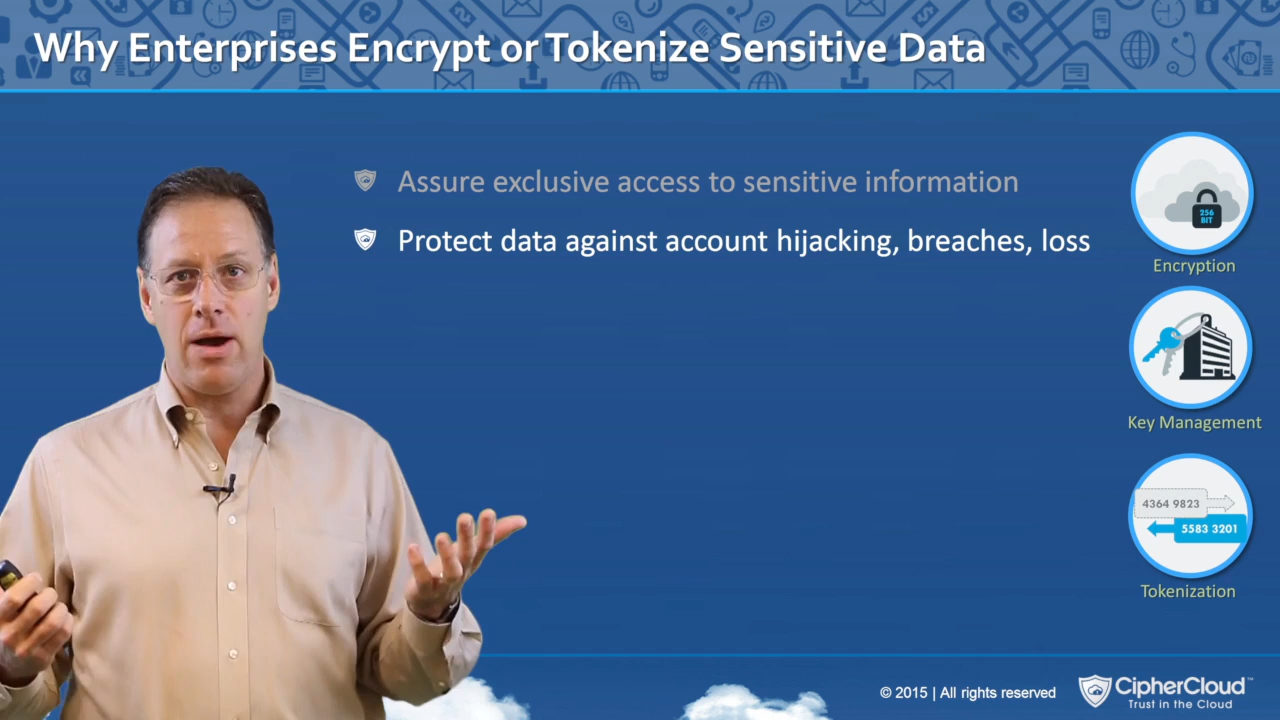 Why Enterprises Encrypt or Tokenize Sensitive Data
Assure exclusive access to sensitive information
Protect data against account hijacking, breaches, loss
256
BIT
Encryption
Key Management
4364 9823
5583 3201
Tokenization
© 2015 | All rights reserved
CipherCloud™
Trust in the Cloud